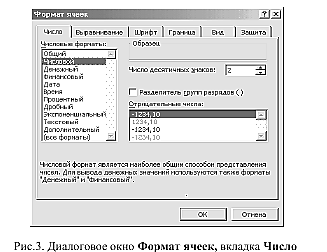 Формат ячеек
Число Выравнивание Шрифт Граница Вид Защита
Числовые форматы:
Общий
Числовой
Денежный
Финансовый
Дата
Время
Процентный
Дробный
Экспоненциальный
Текстовый
Дополнительный
(все форматы)
Образец
Число десятичных знаков: 2
Разделитель групп разрядов ( )
Отрицательные числа:
-1234,10
1234,10
-1234,10
-1234,10
Числовой формат является наиболее общим способом представления
чисел. Для вывода денежных значений используются также форматы
"Денежный" и "Финансовый".
ОК Отмена
Рис.3. Диалоговое окно Формат ячеек, вкладка Число